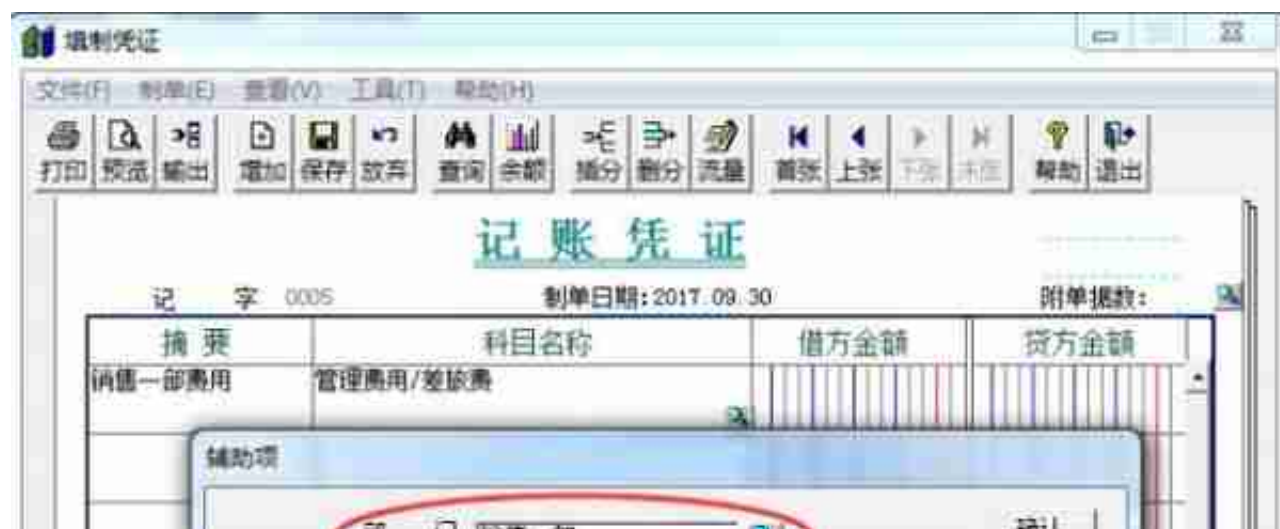 填制凭证
文件(F) 制单(E) 查看(V) 工具(T) 帮助(H)
打印 预览 输出 增加 保存 放弃 查询 余额 插分 删分 流量 首张 上张 下张 末张 帮助 退出
记 账 凭 证
记 字 0005 制单日期:2017.09.30 附单据数:
摘 要 科目名称 借方金额 贷方金额
销售一部费用 管理费用/差旅费
辅助项
确认